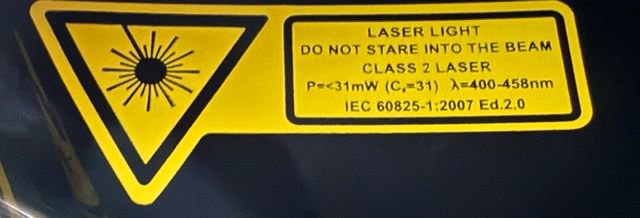 LASER LIGHT
DO NOT STARE INTO THE BEAM
CLASS 2 LASER
P=<31mW (C₆=31) λ=400-458nm
IEC 60825-1:2007 Ed.2.0